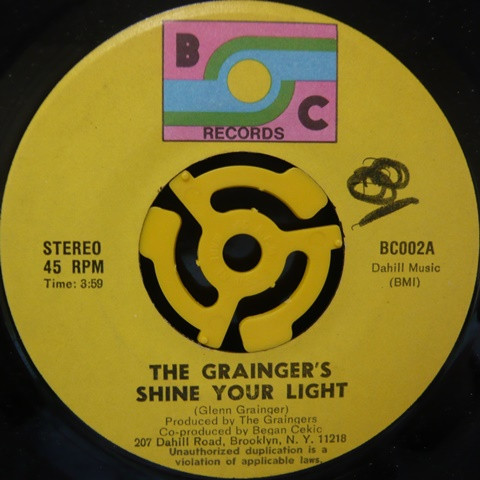 B
C
RECORDS
STEREO
45 RPM
Time: 3:59
BC002A
Dahill Music
(BMI)
THE GRAINGER'S
SHINE YOUR LIGHT
(Glenn Grainger)
Produced by The Graingers
Co-produced by Began Cekic
207 Dahill Road, Brooklyn, N. Y. 11218
Unauthorized duplication is a
violation of applicable laws.